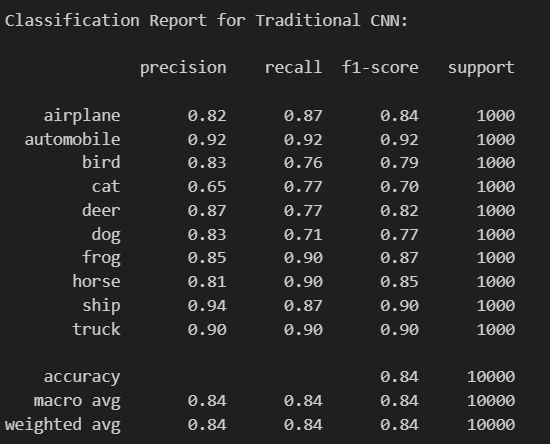 Classification Report for Traditional CNN:
precision recall f1-score support
airplane 0.82 0.87 0.84 1000
automobile 0.92 0.92 0.92 1000
bird 0.83 0.76 0.79 1000
cat 0.65 0.77 0.70 1000
deer 0.87 0.77 0.82 1000
dog 0.83 0.71 0.77 1000
frog 0.85 0.90 0.87 1000
horse 0.81 0.90 0.85 1000
ship 0.94 0.87 0.90 1000
truck 0.90 0.90 0.90 1000
accuracy 0.84 10000
macro avg 0.84 0.84 0.84 10000
weighted avg 0.84 0.84 0.84 10000